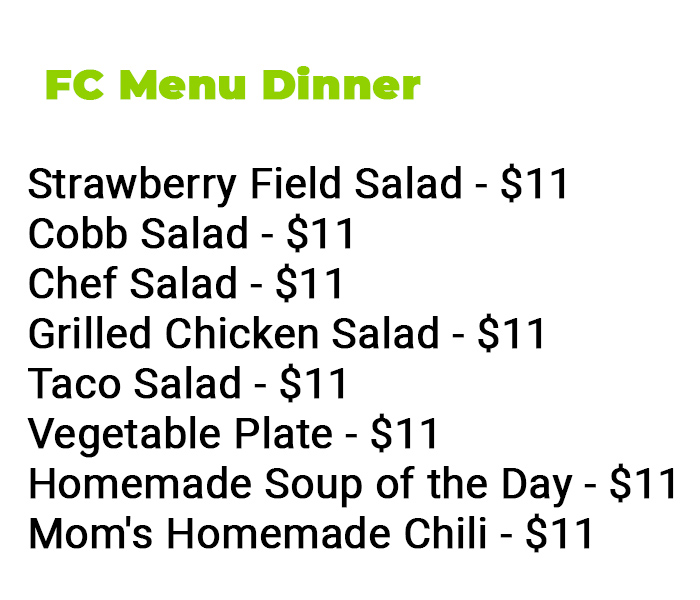 FC Menu Dinner
Strawberry Field Salad - $11
Cobb Salad - $11
Chef Salad - $11
Grilled Chicken Salad - $11
Taco Salad - $11
Vegetable Plate - $11
Homemade Soup of the Day - $11
Mom's Homemade Chili - $11